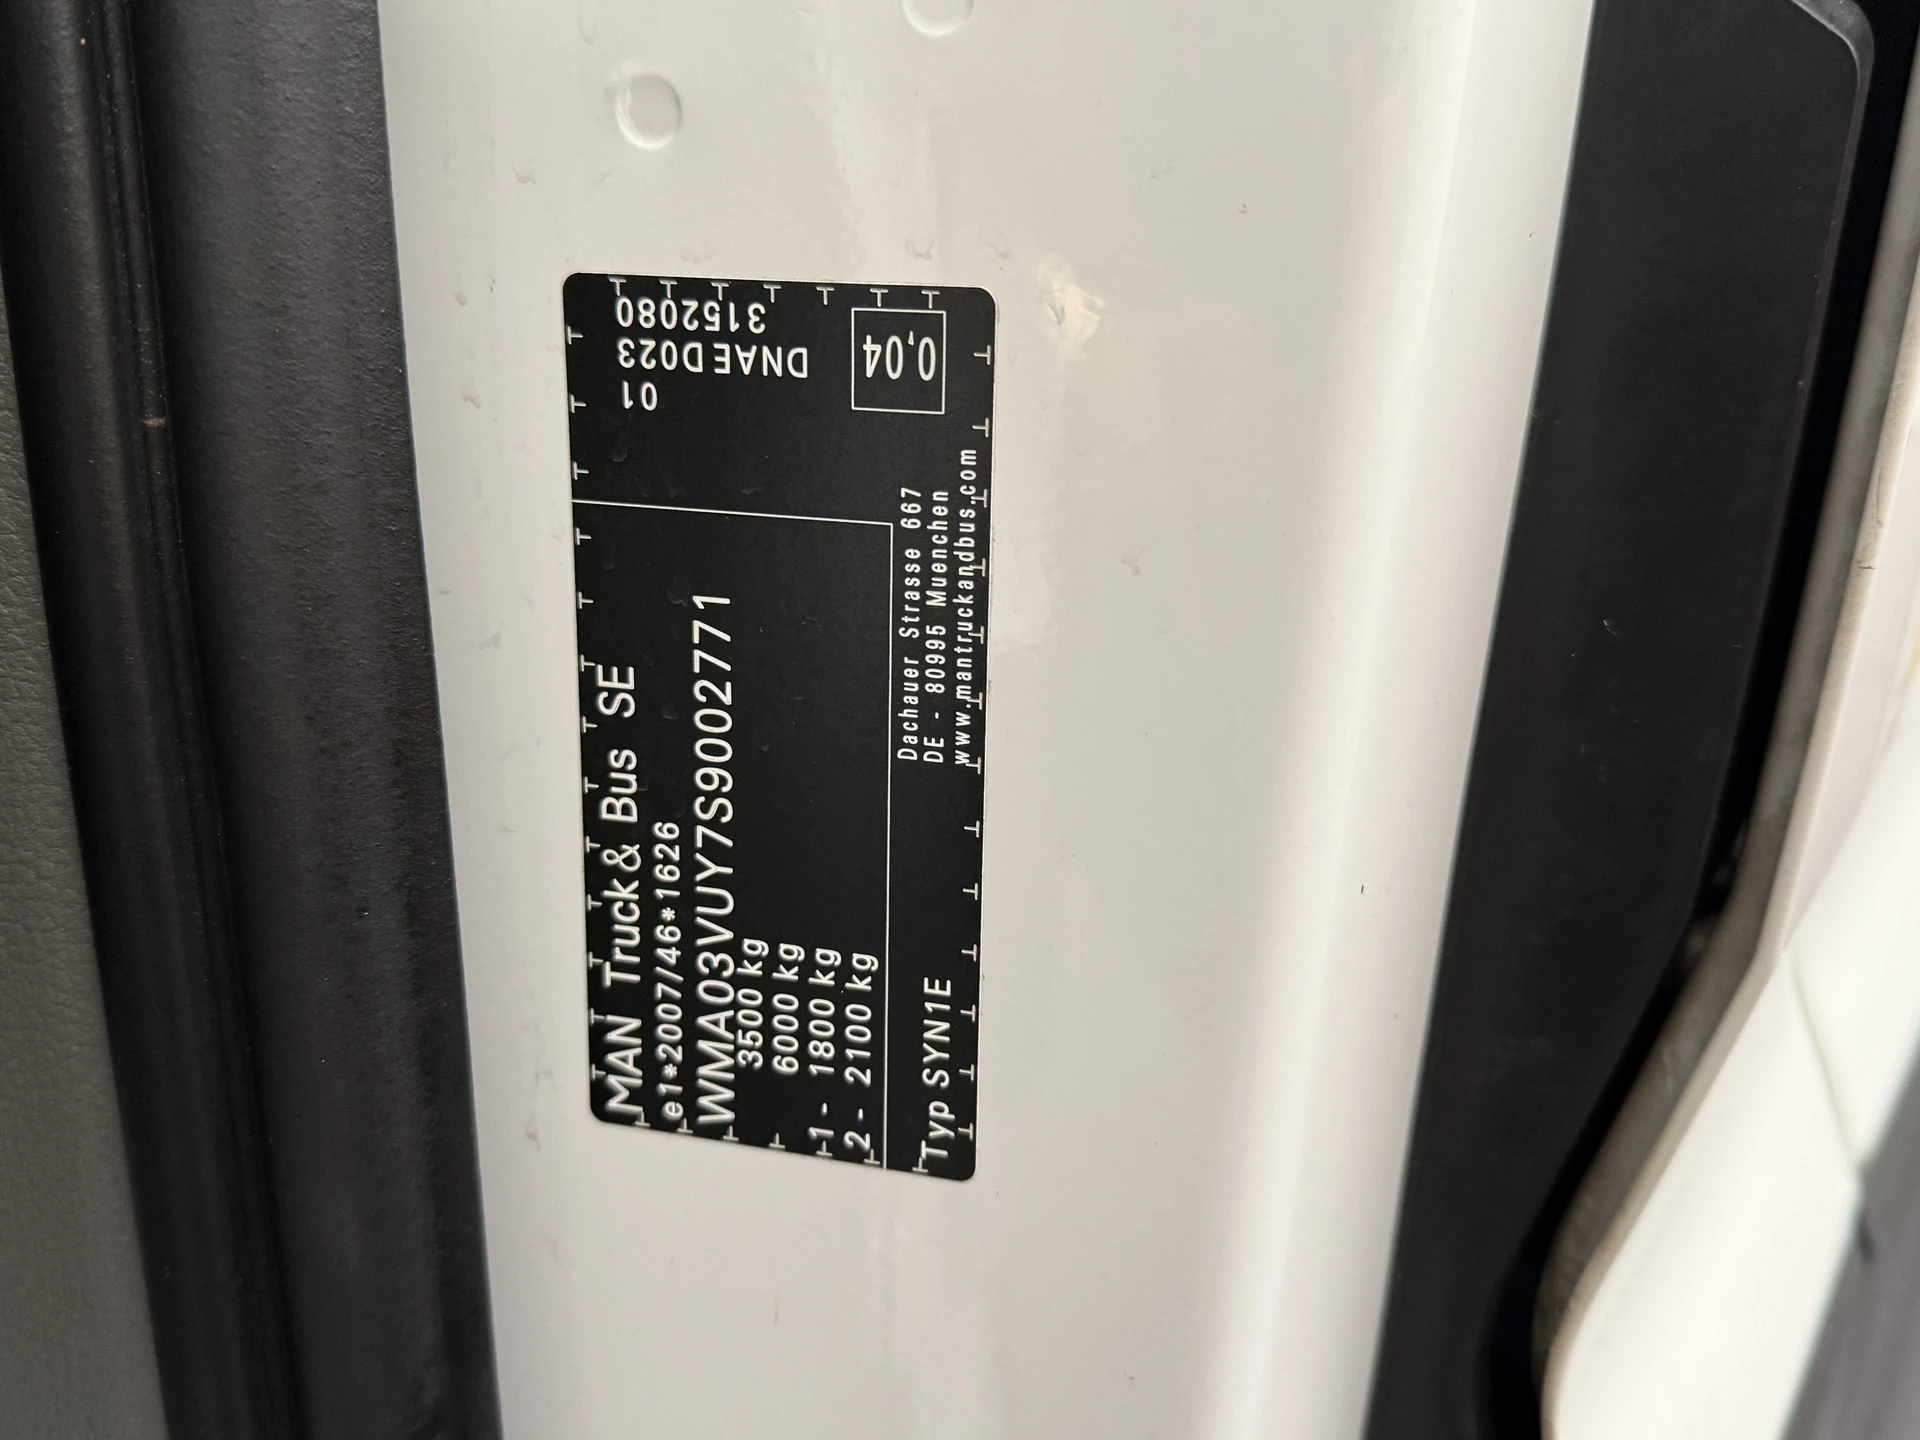 MAN Truck & Bus SE
e1*2007/46*1626
WMA03VUY7S9002771
3500 kg
6000 kg
1 - 1800 kg
2 - 2100 kg
Typ SYN1E
Dachauer Strasse 667
DE - 80995 Muenchen
www.mantruckandbus.com
3152080
DNAE D023
01
0,04